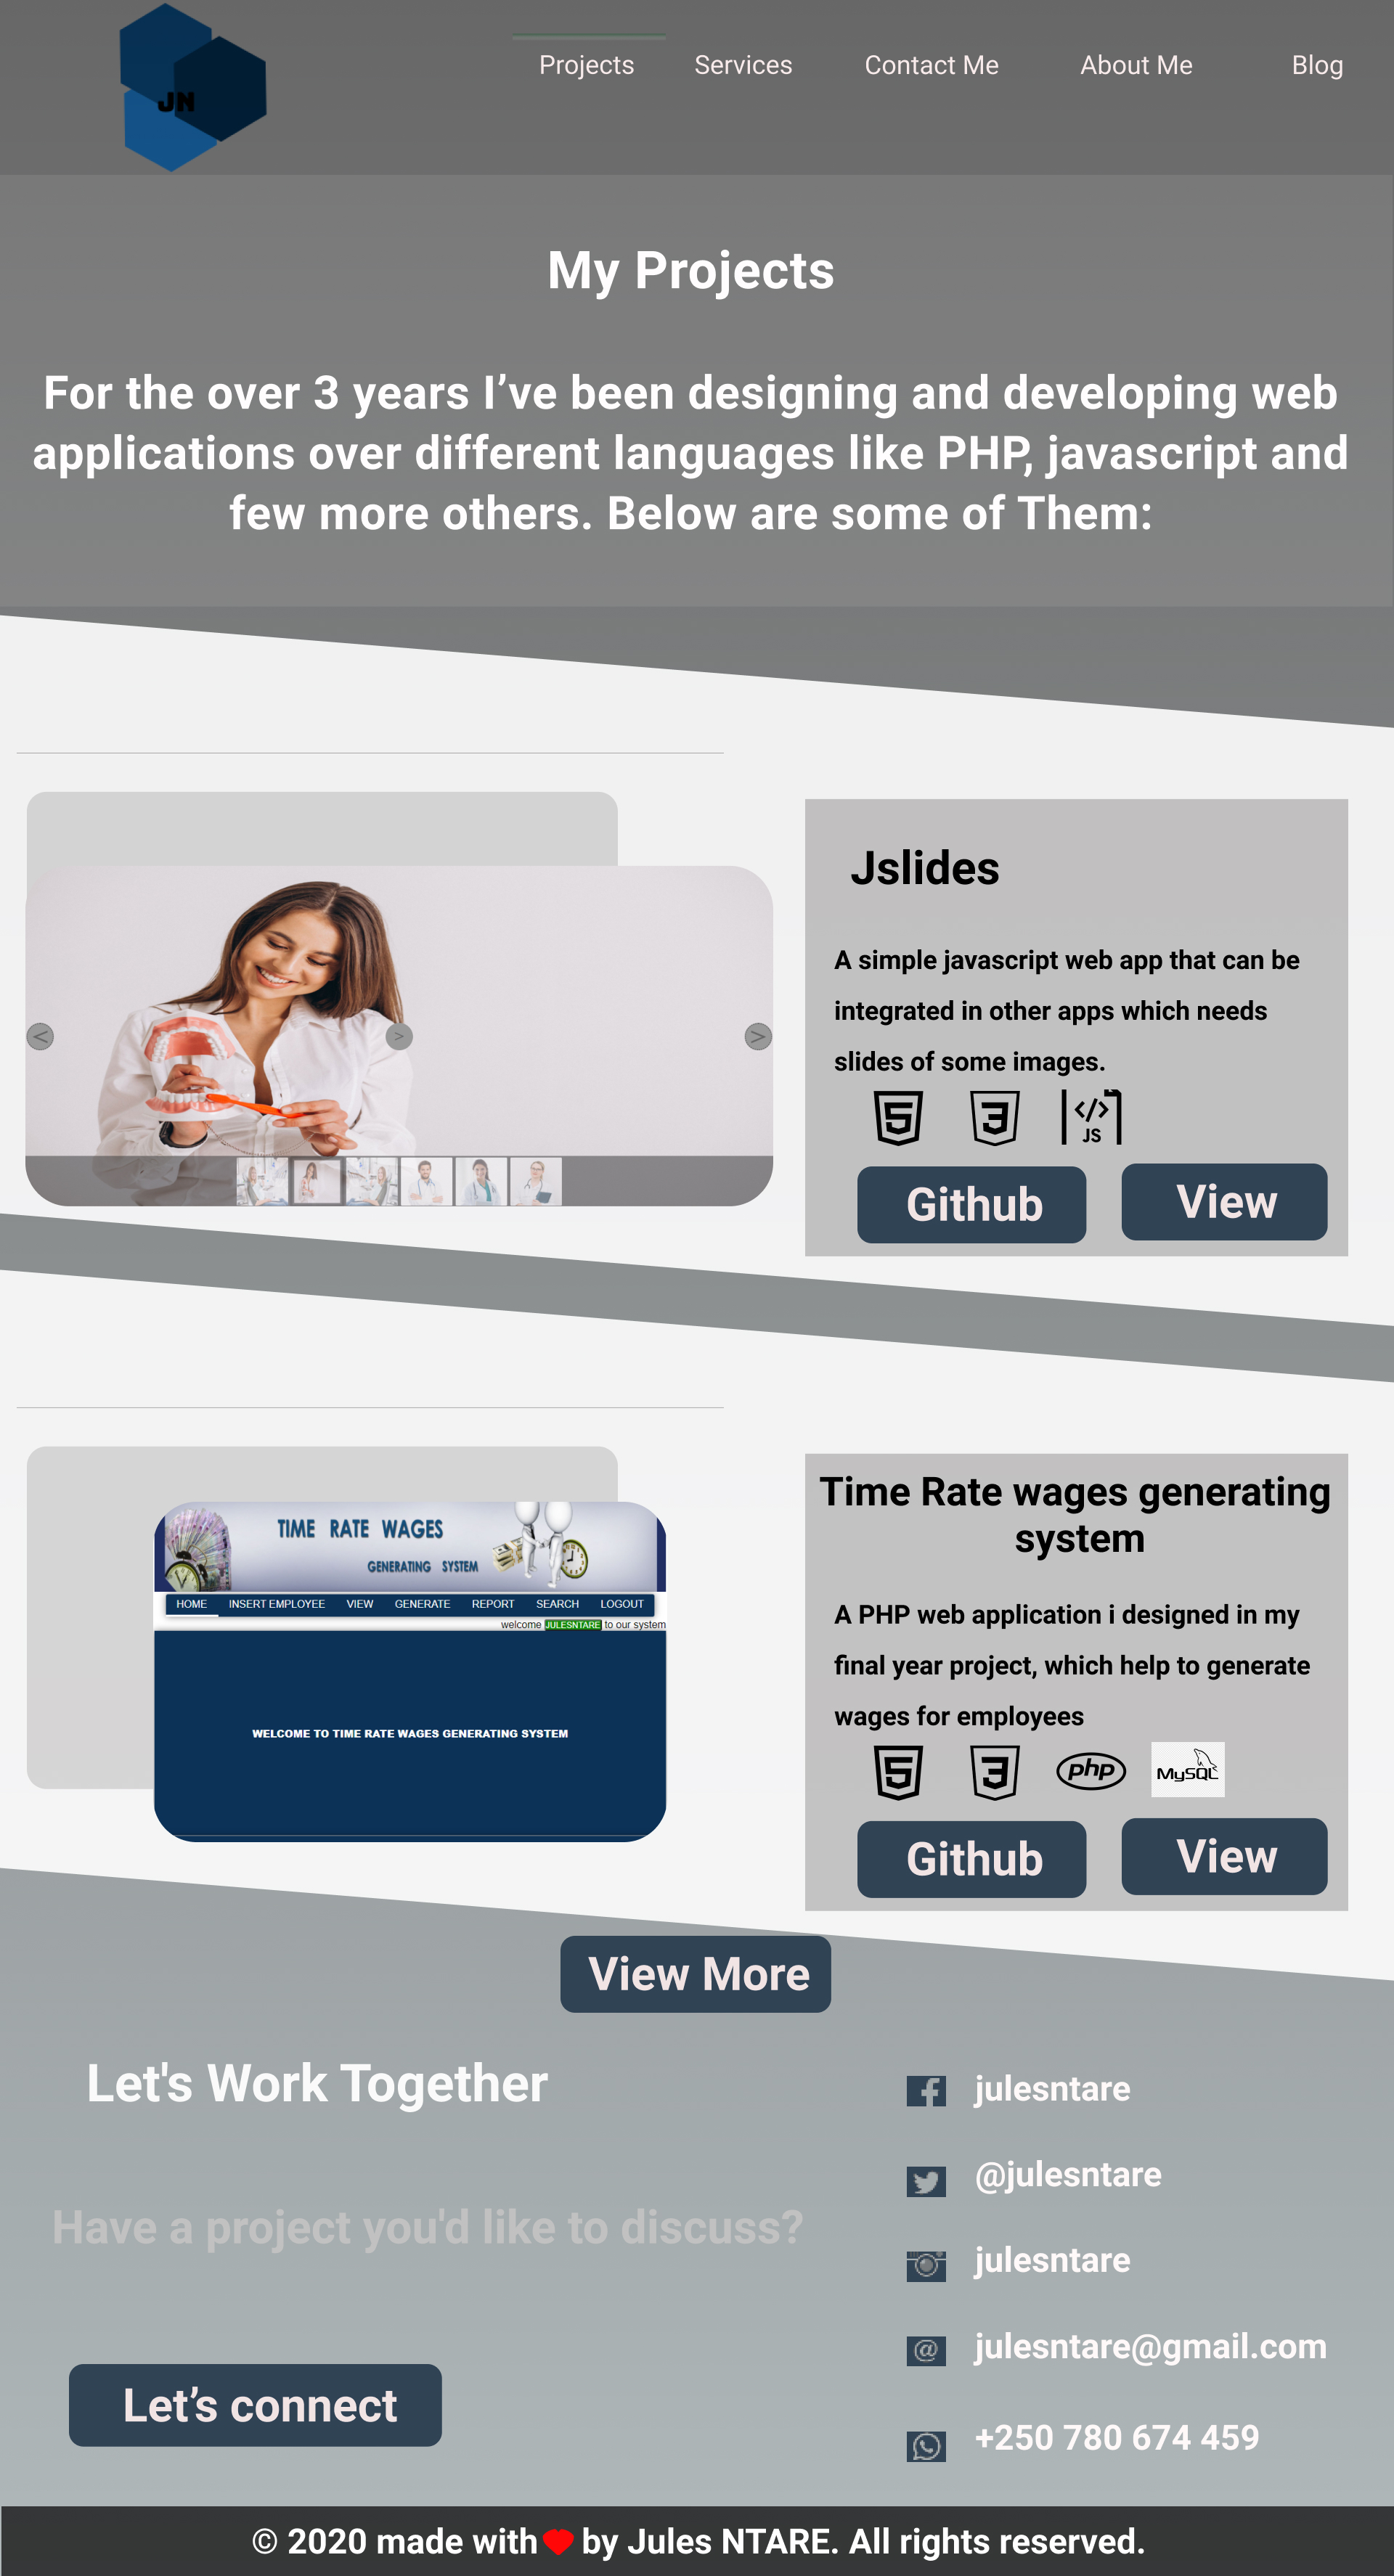 JN
Projects
Services
Contact Me
About Me
Blog
My Projects
For the over 3 years I’ve been designing and developing web
applications over different languages like PHP, javascript and
few more others. Below are some of Them:
<
>
>
Jslides
A simple javascript web app that can be
integrated in other apps which needs
slides of some images.
5
3
</>
JS
Github
View
TIME RATE WAGES
GENERATING SYSTEM
HOME
INSERT EMPLOYEE
VIEW
GENERATE
REPORT
SEARCH
LOGOUT
welcome JULESNTARE to our system
WELCOME TO TIME RATE WAGES GENERATING SYSTEM
Time Rate wages generating
system
A PHP web application i designed in my
final year project, which help to generate
wages for employees
5
3
php
MySQL
Github
View
View More
Let's Work Together
Have a project you'd like to discuss?
Let’s connect
julesntare
@julesntare
julesntare
@
julesntare@gmail.com
+250 780 674 459
© 2020 made with by Jules NTARE. All rights reserved.